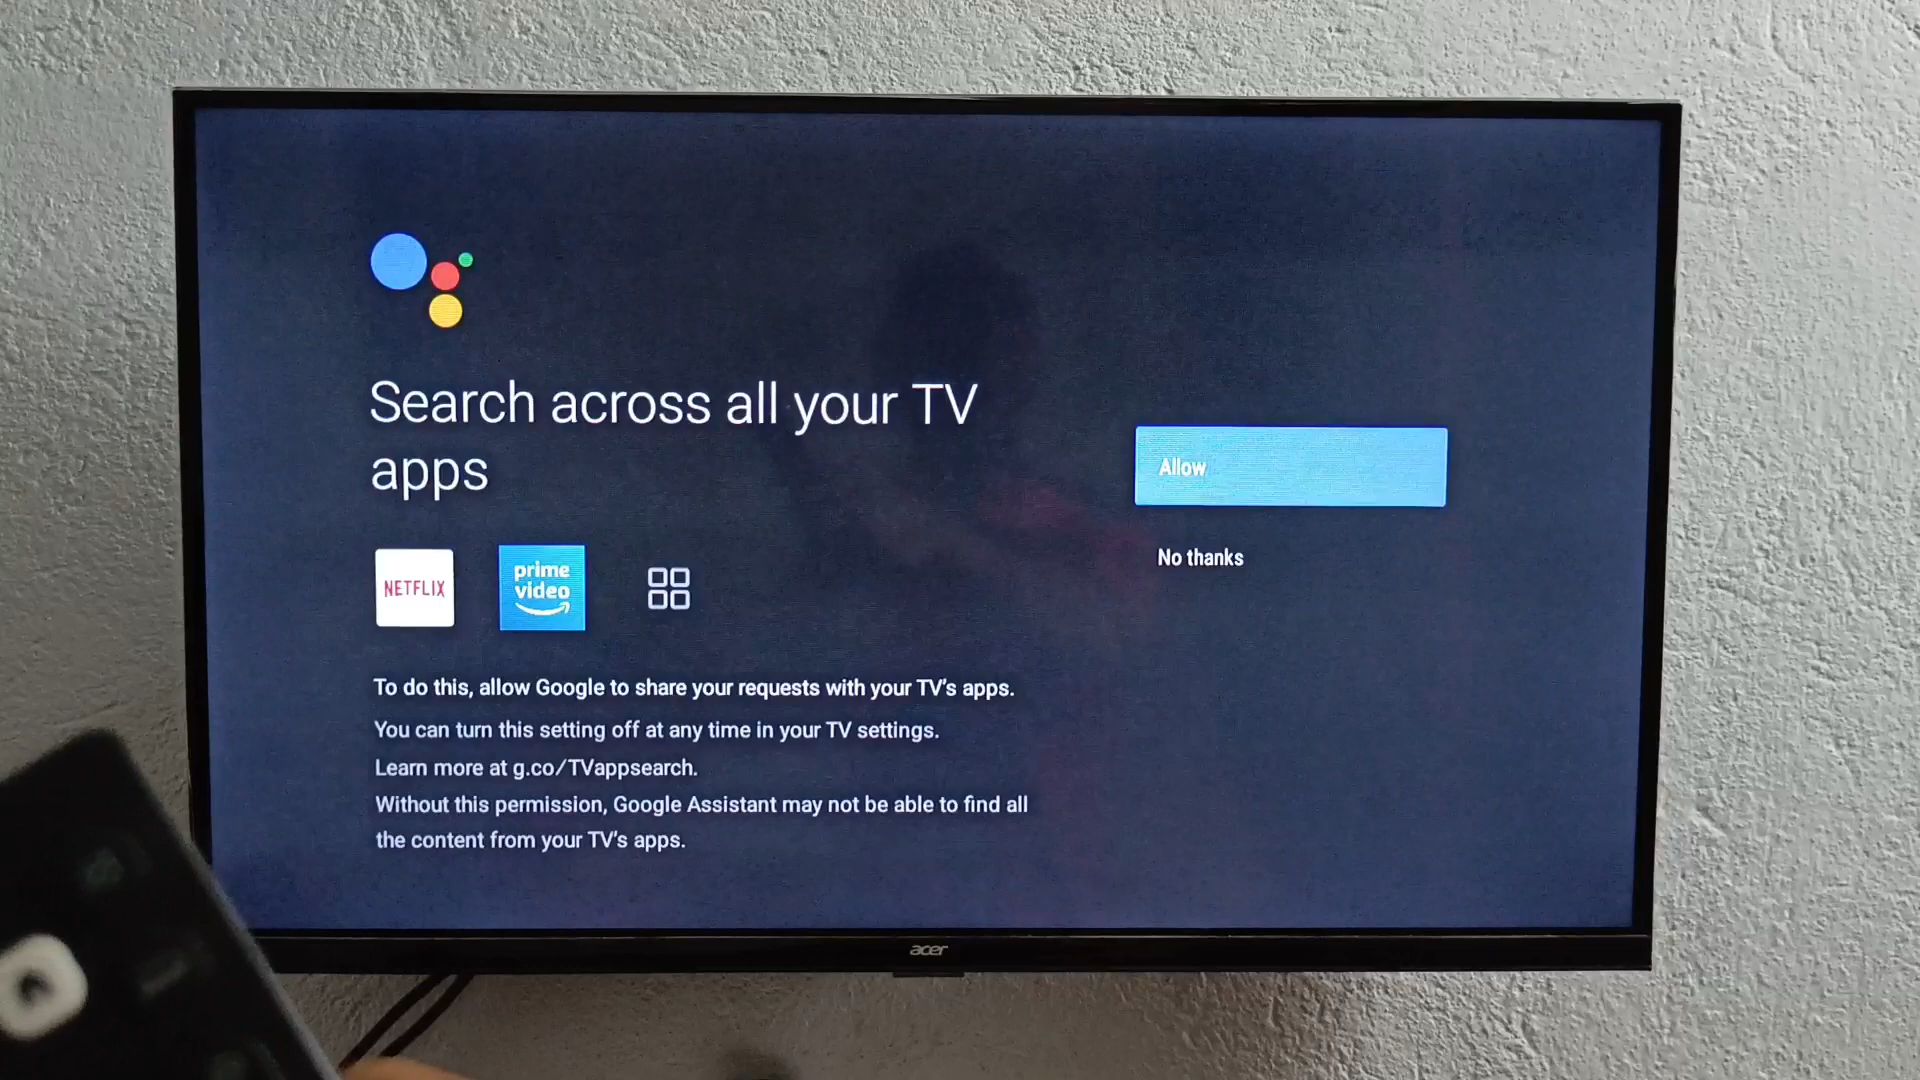 Search across all your TV
apps
NETFLIX
prime
video
To do this, allow Google to share your requests with your TV's apps.
You can turn this setting off at any time in your TV settings.
Learn more at g.co/TVappsearch.
Without this permission, Google Assistant may not be able to find all
the content from your TV's apps.
Allow
No thanks
acer